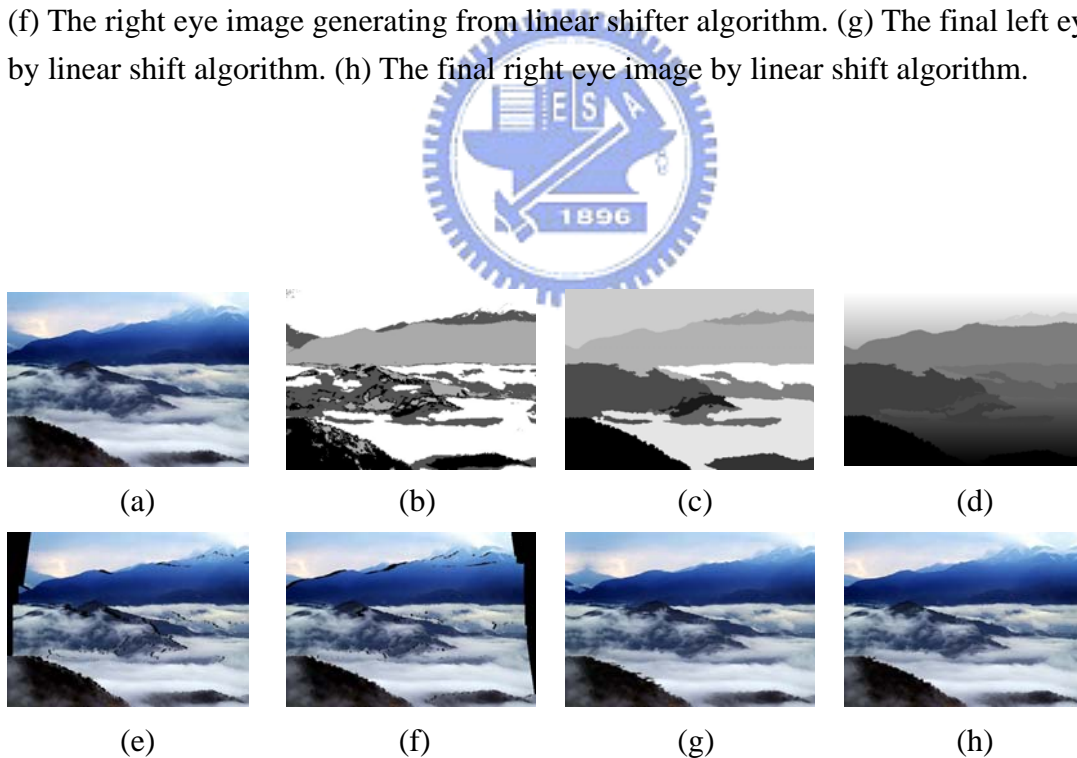 (f) The right eye image generating from linear shifter algorithm. (g) The final left
by linear shift algorithm. (h) The final right eye image by linear shift algorithm.
E S A
1896
(a) (b) (c) (d)
(e) (f) (g) (h)